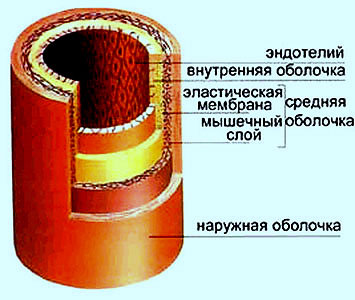 эндотелий
внутренняя оболочка
эластическая
мембрана
средняя
мышечный
оболочка
слой
наружная оболочка